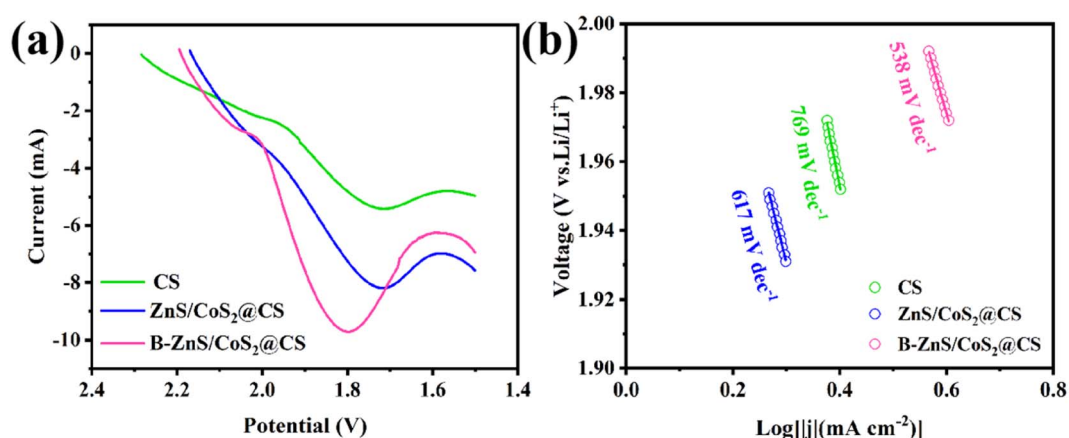 (a)
0
-2
-4
-6
-8
-10
Current (mA)
CS
ZnS/CoS₂@CS
B-ZnS/CoS₂@CS
2.4
2.2
2.0
1.8
1.6
1.4
Potential (V)
(b)
2.00
1.98
1.96
1.94
1.92
1.90
Voltage (V vs.Li/Li⁺)
538 mV dec⁻¹
769 mV dec⁻¹
617 mV dec⁻¹
CS
ZnS/CoS₂@CS
B-ZnS/CoS₂@CS
0.0
0.2
0.4
0.6
0.8
Log[|j|(mA cm⁻²)]